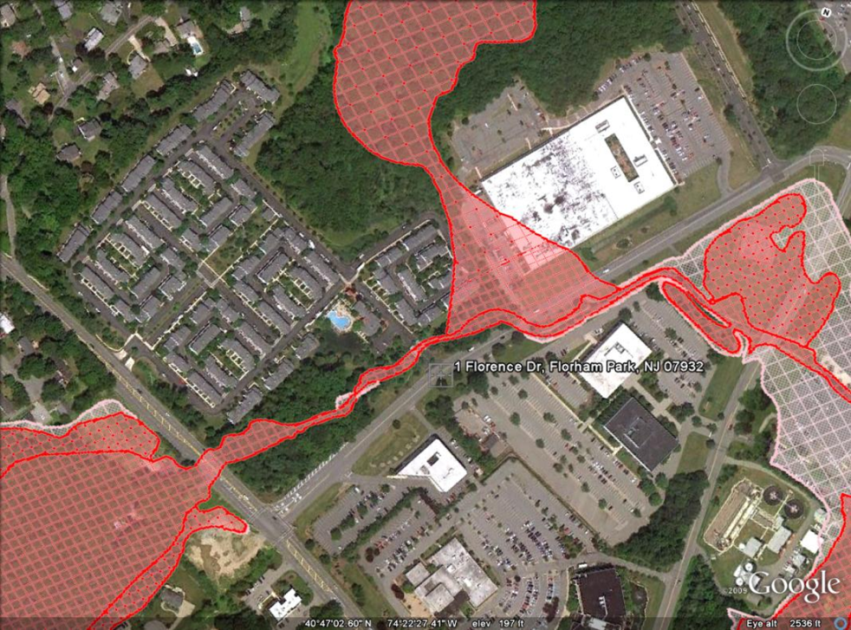 N
1 Florence Dr, Florham Park, NJ 07932
© 2009 Google
40°47'02.60" N 74°22'27.41" W elev 197 ft Eye alt 2536 ft